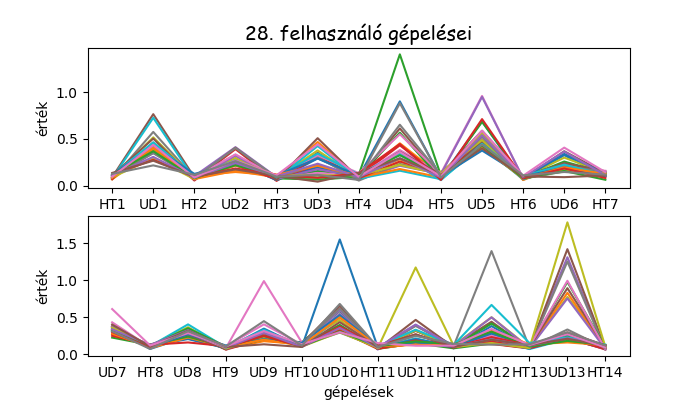 28. felhasználó gépelései
érték
1.0
0.5
0.0
HT1 UD1 HT2 UD2 HT3 UD3 HT4 UD4 HT5 UD5 HT6 UD6 HT7
érték
1.5
1.0
0.5
0.0
UD7 HT8 UD8 HT9 UD9 HT10 UD10 HT11 UD11 HT12 UD12 HT13 UD13 HT14
gépelések